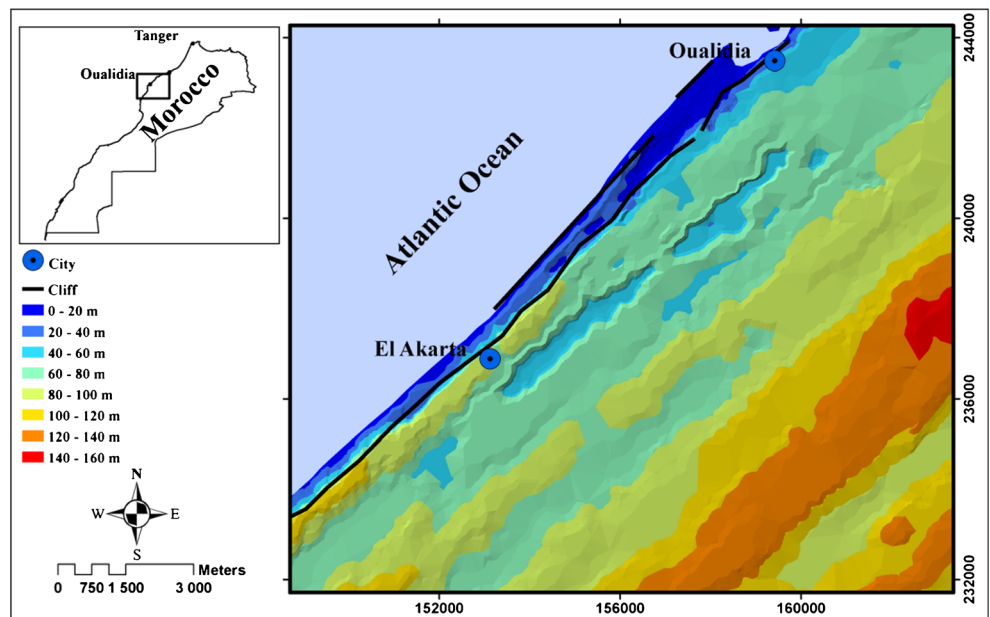 Tanger
Oualidia
Morocco
City
Cliff
0 - 20 m
20 - 40 m
40 - 60 m
60 - 80 m
80 - 100 m
100 - 120 m
120 - 140 m
140 - 160 m
N
W E
S
0 750 1 500 3 000 Meters
Oualidia
Atlantic Ocean
El Akarta
244000
240000
236000
232000
152000 156000 160000